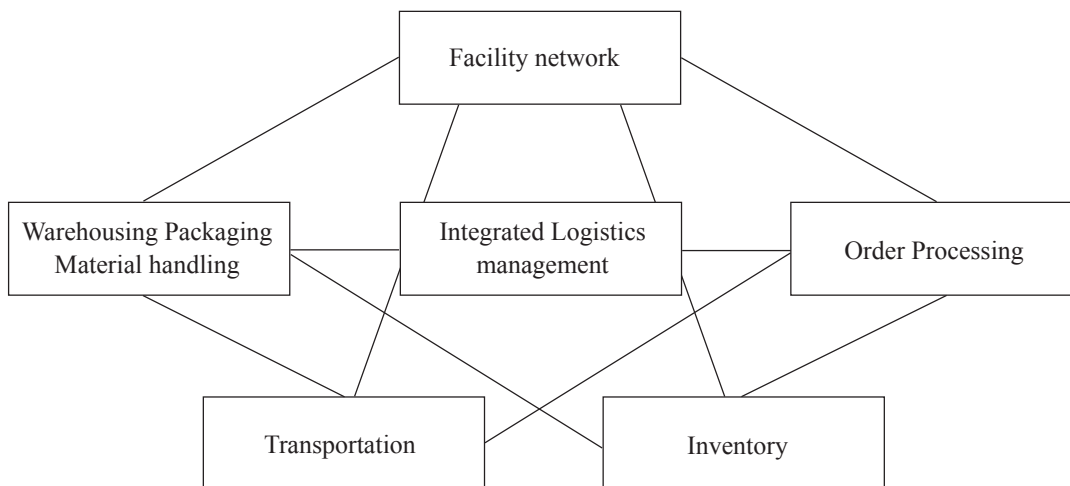 Facility network
Warehousing Packaging
Material handling
Integrated Logistics
management
Order Processing
Transportation
Inventory